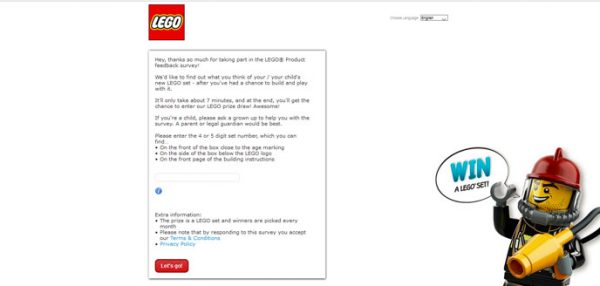 LEGO
Choose Language English
Hey, thanks so much for taking part in the LEGO® Product
feedback survey!
We'd like to find out what you think of your / your child's
new LEGO set - after you've had a chance to build and play
with it.
It'll only take about 7 minutes, and at the end, you'll get the
chance to enter our LEGO prize draw! Awesome!
If you're a child, please ask a grown up to help you with the
survey. A parent or legal guardian would be best.
Please enter the 4 or 5 digit set number, which you can
find..
• On the front of the box close to the age marking
• On the side of the box below the LEGO logo
• On the front page of the building instructions
WIN
A LEGO® SET!
i
Extra information:
• The prize is a LEGO set and winners are picked every
month
• Please note that by responding to this survey you accept
our Terms & Conditions
• Privacy Policy
Let's go!